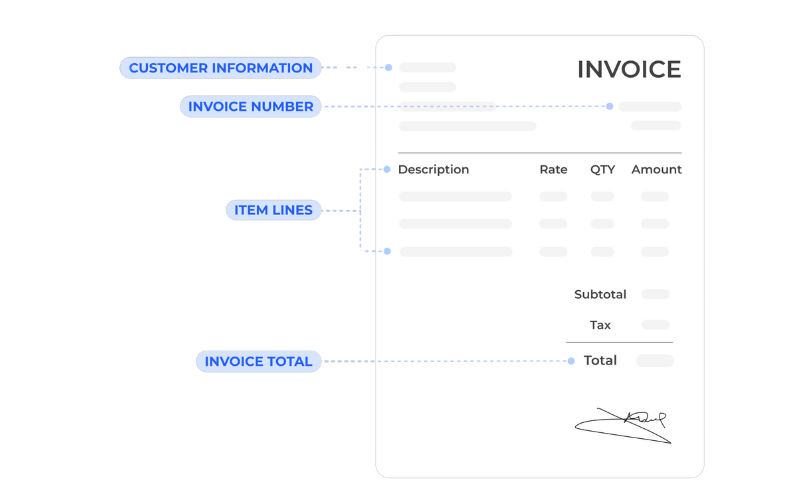 CUSTOMER INFORMATION
INVOICE
INVOICE NUMBER
Description Rate QTY Amount
ITEM LINES
Subtotal
Tax
INVOICE TOTAL
Total